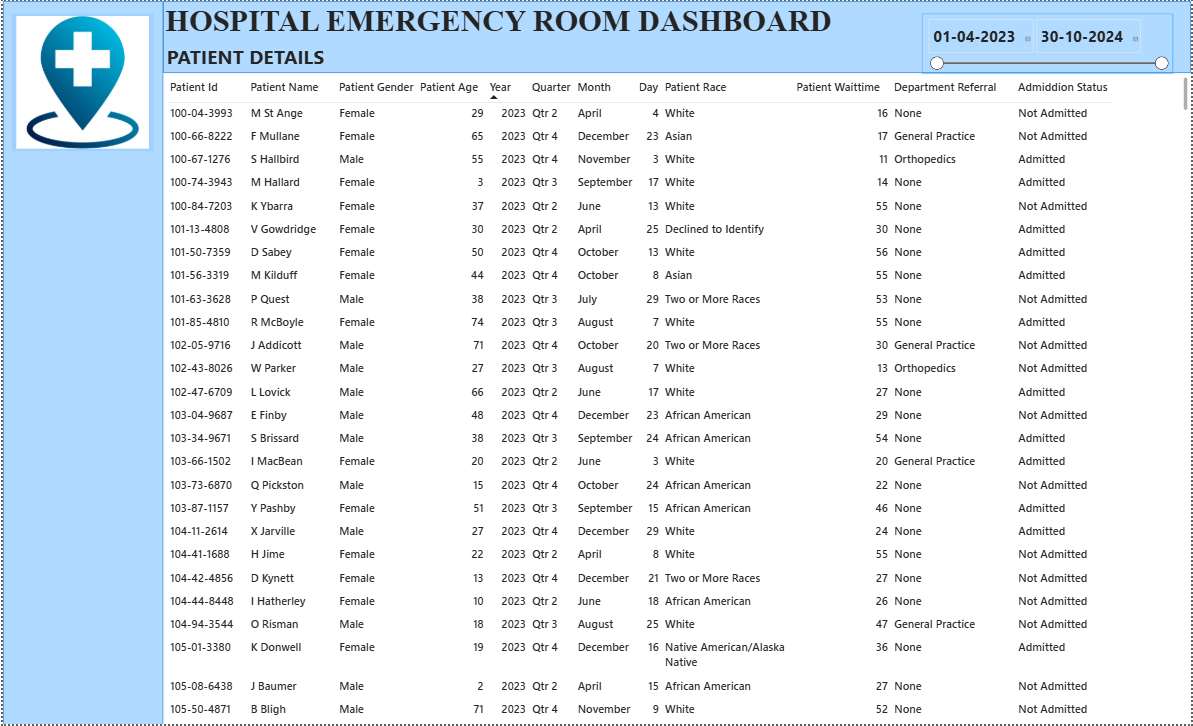 HOSPITAL EMERGENCY ROOM DASHBOARD
PATIENT DETAILS
01-04-2023 30-10-2024
Patient Id Patient Name Patient Gender Patient Age Year Quarter Month Day Patient Race Patient Waittime Department Referral Admiddion Status
100-04-3993 M St Ange Female 29 2023 Qtr 2 April 4 White 16 None Not Admitted
100-66-8222 F Mullane Female 65 2023 Qtr 4 December 23 Asian 17 General Practice Not Admitted
100-67-1276 S Hallbird Male 55 2023 Qtr 4 November 3 White 11 Orthopedics Admitted
100-74-3943 M Hallard Female 3 2023 Qtr 3 September 17 White 14 None Admitted
100-84-7203 K Ybarra Female 37 2023 Qtr 2 June 13 White 55 None Not Admitted
101-13-4808 V Gowdridge Female 30 2023 Qtr 2 April 25 Declined to Identify 30 None Admitted
101-50-7359 D Sabey Female 50 2023 Qtr 4 October 13 White 56 None Admitted
101-56-3319 M Kilduff Female 44 2023 Qtr 4 October 8 Asian 55 None Admitted
101-63-3628 P Quest Male 38 2023 Qtr 3 July 29 Two or More Races 53 None Not Admitted
101-85-4810 R McBoyle Female 74 2023 Qtr 3 August 7 White 55 None Admitted
102-05-9716 J Addicott Male 71 2023 Qtr 4 October 20 Two or More Races 30 General Practice Not Admitted
102-43-8026 W Parker Male 27 2023 Qtr 3 August 7 White 13 Orthopedics Not Admitted
102-47-6709 L Lovick Male 66 2023 Qtr 2 June 17 White 27 None Admitted
103-04-9687 E Finby Male 48 2023 Qtr 4 December 23 African American 29 None Not Admitted
103-34-9671 S Brissard Male 38 2023 Qtr 3 September 24 African American 54 None Admitted
103-66-1502 I MacBean Female 20 2023 Qtr 2 June 3 White 20 General Practice Admitted
103-73-6870 Q Pickston Male 15 2023 Qtr 4 October 24 African American 22 None Not Admitted
103-87-1157 Y Pashby Female 51 2023 Qtr 3 September 15 African American 46 None Admitted
104-11-2614 X Jarville Male 27 2023 Qtr 4 December 29 White 24 None Admitted
104-41-1688 H Jime Female 22 2023 Qtr 2 April 8 White 55 None Not Admitted
104-42-4856 D Kynett Female 13 2023 Qtr 4 December 21 Two or More Races 27 None Not Admitted
104-44-8448 I Hatherley Female 10 2023 Qtr 2 June 18 African American 26 None Not Admitted
104-94-3544 O Risman Male 18 2023 Qtr 3 August 25 White 47 General Practice Not Admitted
105-01-3380 K Donwell Female 19 2023 Qtr 4 December 16 Native American/Alaska 36 None Admitted
Native
105-08-6438 J Baumer Male 2 2023 Qtr 2 April 15 African American 27 None Not Admitted
105-50-4871 B Bligh Male 71 2023 Qtr 4 November 9 White 52 None Not Admitted